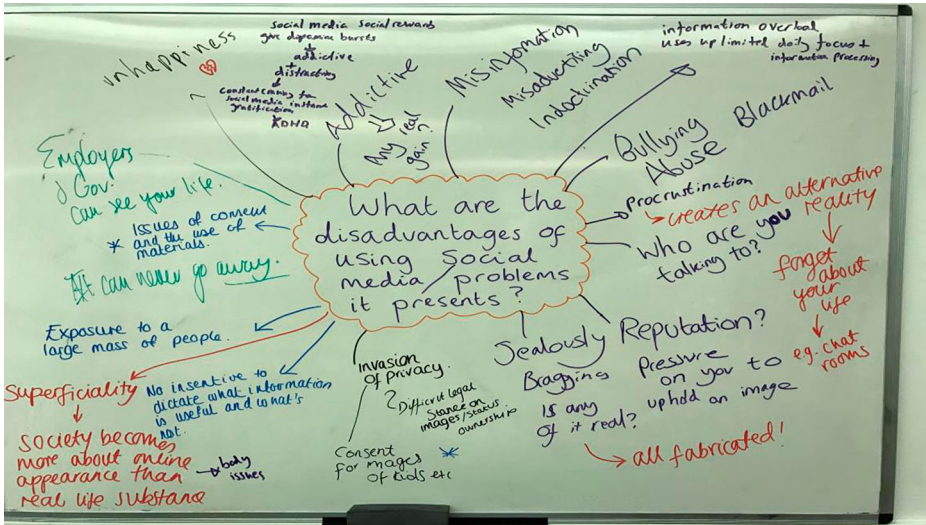 unhappiness
social media social rewards
give dopamine bursts
addictive
distracting
constant craving for
social media instant
gratification
ADHD
Addictive
Any real
gain?
Misinformation
Misadvertising
Indoctrination
information overload
uses up limited daily focus +
information processing
Bullying
Abuse
Blackmail
procrustination
creates an alternative
reality
forget
about
your
life
e.g. chat
rooms
Who are you
talking to?
Employers
Gov.
Can see your life.
* Issues of consent
and the use of
materials.
It can never go away.
What are the
disadvantages of
using social
media / problems
it presents?
Exposure to a
large mass of people.
Superficiality
society becomes
more about online
appearance than
real life substance
body
issues
No insentive to
dictate what information
is useful and what's
not.
Invasion
of privacy.
Difficult legal
stance on
images/status
ownership
Consent
for images
of kids etc
*
Jealously
Bragging
Is any
of it real?
all fabricated!
Reputation?
Pressure
on you to
uphold an image